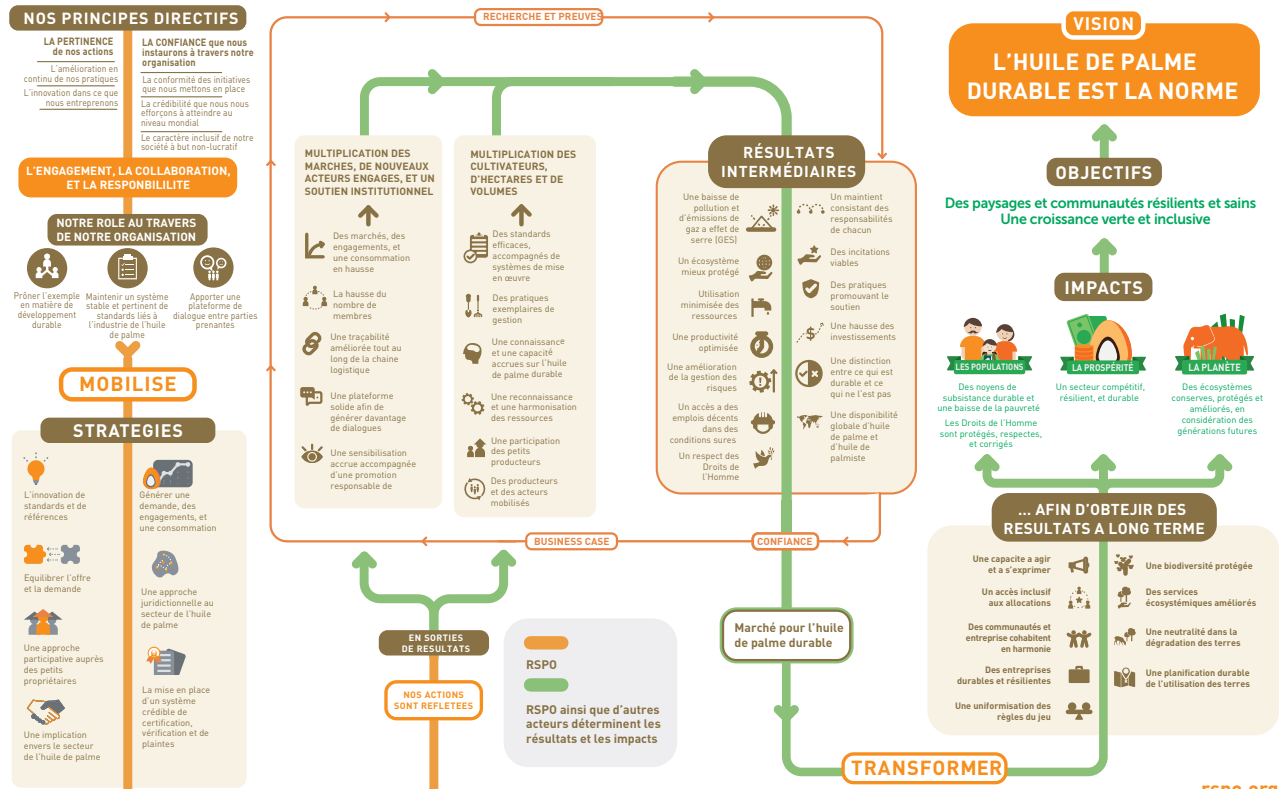 NOS PRINCIPES DIRECTIFS
LA PERTINENCE
de nos actions
L'amélioration en
continu de nos pratiques
L'innovation dans ce que
nous entreprenons
LA CONFIANCE que nous
instaurons à travers notre
organisation
La conformité des initiatives
que nous mettons en place
La crédibilité que nous nous
efforçons à atteindre au
niveau mondial
Le caractère inclusif de notre
société à but non-lucratif
L'ENGAGEMENT, LA COLLABORATION,
ET LA RESPONBILILITE
NOTRE ROLE AU TRAVERS
DE NOTRE ORGANISATION
Prôner l'exemple
en matière de
développement
durable
Maintenir un système
stable et pertinent de
standards liés à
l'industrie de l'huile
de palme
Apporter une
plateforme de
dialogue entre parties
prenantes
MOBILISE
STRATEGIES
L'innovation de
standards et de
références
Equilibrer l'offre
et la demande
Une approche
participative auprès
des petits
propriétaires
Une implication
envers le secteur
de l'huile de palme
Générer une
demande, des
engagements, et
une consommation
Une approche
juridictionnelle au
secteur de l'huile
de palme
La mise en place
d'un système
crédible de
certification,
vérification et de
plaintes
RECHERCHE ET PREUVES
MULTIPLICATION DES
MARCHES, DE NOUVEAUX
ACTEURS ENGAGES, ET UN
SOUTIEN INSTITUTIONNEL
Des marchés, des
engagements, et
une consommation
en hausse
La hausse du
nombre de
membres
Une traçabilité
améliorée tout au
long de la chaine
logistique
Une plateforme
solide afin de
générer davantage
de dialogues
Une sensibilisation
accrue accompagnée
d'une promotion
responsable de
MULTIPLICATION DES
CULTIVATEURS,
D'HECTARES ET DE
VOLUMES
Des standards
efficaces,
accompagnés de
systèmes de mise
en œuvre
Des pratiques
exemplaires de
gestion
Une connaissance
et une capacité
accrues sur l'huile
de palme durable
Une reconnaissance
et une harmonisation
des ressources
Une participation
des petits
producteurs
Des producteurs
et des acteurs
mobilisés
RÉSULTATS
INTERMÉDIAIRES
Une baisse de
pollution et
d'émissions de
gaz a effet de
serre (GES)
Un écosystème
mieux protégé
Utilisation
minimisée des
ressources
Une productivité
optimisée
Une amélioration
de la gestion des
risques
Un accès a des
emplois décents
dans des
conditions sures
Un respect des
Droits de
l'Homme
Un maintient
consistant des
responsabilités
de chacun
Des incitations
viables
Des pratiques
promouvant le
soutien
Une hausse des
investissements
Une distinction
entre ce qui est
durable et ce
qui ne l'est pas
Une disponibilité
globale d'huile
de palme et
d'huile de
palmiste
BUSINESS CASE
CONFIANCE
EN SORTIES
DE RESULTATS
NOS ACTIONS
SONT REFLETEES
RSPO
RSPO ainsi que d'autres
acteurs déterminent les
résultats et les impacts
Marché pour l'huile
de palme durable
TRANSFORMER
VISION
L'HUILE DE PALME
DURABLE EST LA NORME
OBJECTIFS
Des paysages et communautés résilients et sains
Une croissance verte et inclusive
IMPACTS
LES POPULATIONS
Des noyens de
subsistance durable et
une baisse de la pauvreté
Les Droits de l'Homme
sont protégés, respectes,
et corrigés
LA PROSPÉRITÉ
Un secteur compétitif,
résilient, et durable
LA PLANÈTE
Des écosystèmes
conserves, protégés et
améliorés, en
considération des
générations futures
... AFIN D'OBTEJIR DES
RESULTATS A LONG TERME
Une capacite a agir
et a s'exprimer
Un accès inclusif
aux allocations
Des communautés et
entreprise cohabitent
en harmonie
Des entreprises
durables et résilientes
Une uniformisation des
règles du jeu
Une biodiversité protégée
Des services
écosystémiques améliorés
Une neutralité dans la
dégradation des terres
Une planification durable
de l'utilisation des terres
rspo.org